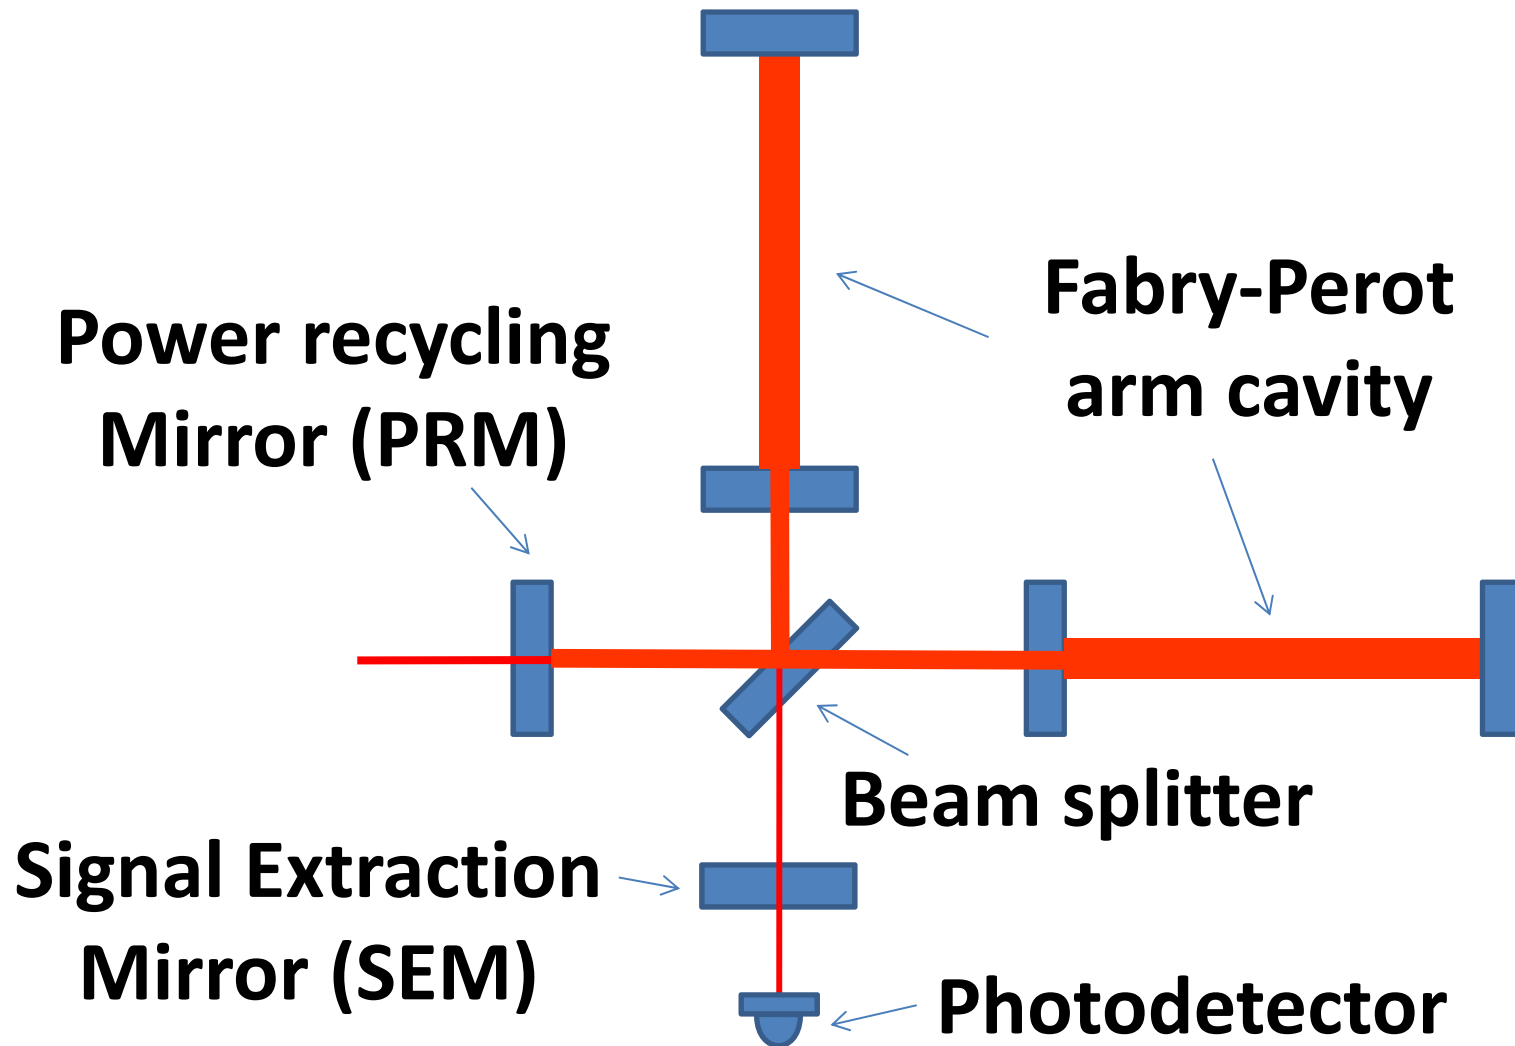 Fabry-Perot
arm cavity
Power recycling
Mirror (PRM)
Beam splitter
Signal Extraction
Mirror (SEM)
Photodetector